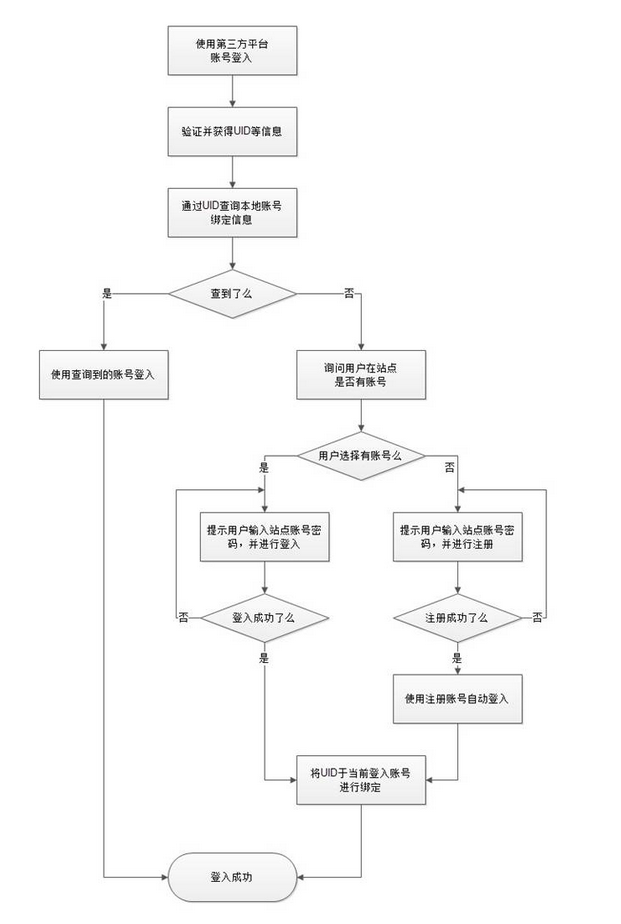 使用第三方平台
账号登入
验证并获得UID等信息
通过UID查询本地账号
绑定信息
是
查到了么
否
使用查询到的账号登入
询问用户在站点
是否有账号
用户选择有账号么
是
否
提示用户输入站点账号密
码，并进行登入
提示用户输入站点账号密
码，并进行注册
否
登入成功了么
注册成功了么
否
是
是
使用注册账号自动登入
将UID于当前登入账号
进行绑定
登入成功